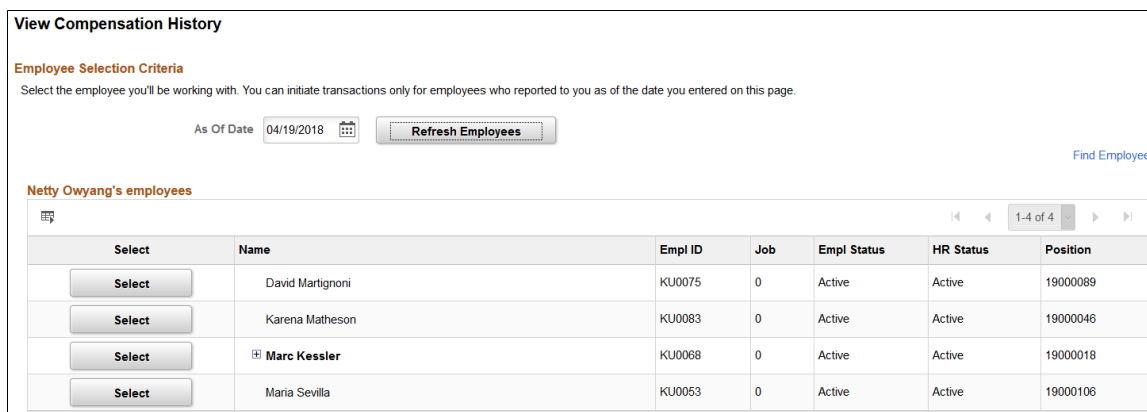 View Compensation History
Employee Selection Criteria
Select the employee you'll be working with. You can initiate transactions only for employees who reported to you as of the date you entered on this page.
As Of Date 04/19/2018 Refresh Employees
Find Employee
Netty Owyang's employees
1-4 of 4
Select Name Empl ID Job Empl Status HR Status Position
Select David Martignoni KU0075 0 Active Active 19000089
Select Karena Matheson KU0083 0 Active Active 19000046
Select Marc Kessler KU0068 0 Active Active 19000018
Select Maria Sevilla KU0053 0 Active Active 19000106